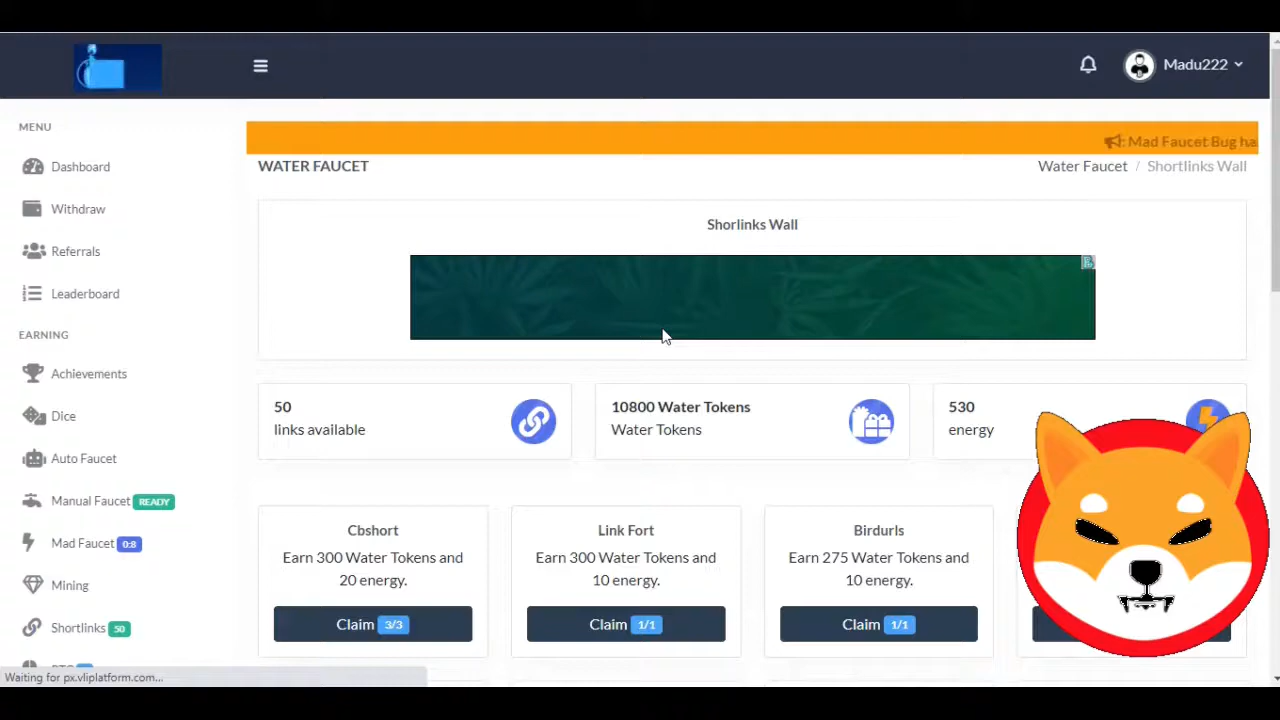 Madu222
MENU
Dashboard
Withdraw
Referrals
Leaderboard
EARNING
Achievements
Dice
Auto Faucet
Manual Faucet READY
Mad Faucet 0:8
Mining
Shortlinks 50
: Mad Faucet Bug ha
WATER FAUCET
Water Faucet / Shortlinks Wall
Shorlinks Wall
50
links available
10800 Water Tokens
Water Tokens
530
energy
Cbshort
Earn 300 Water Tokens and
20 energy.
Claim 3/3
Link Fort
Earn 300 Water Tokens and
10 energy.
Claim 1/1
Birdurls
Earn 275 Water Tokens and
10 energy.
Claim 1/1
Waiting for px.vliplatform.com...